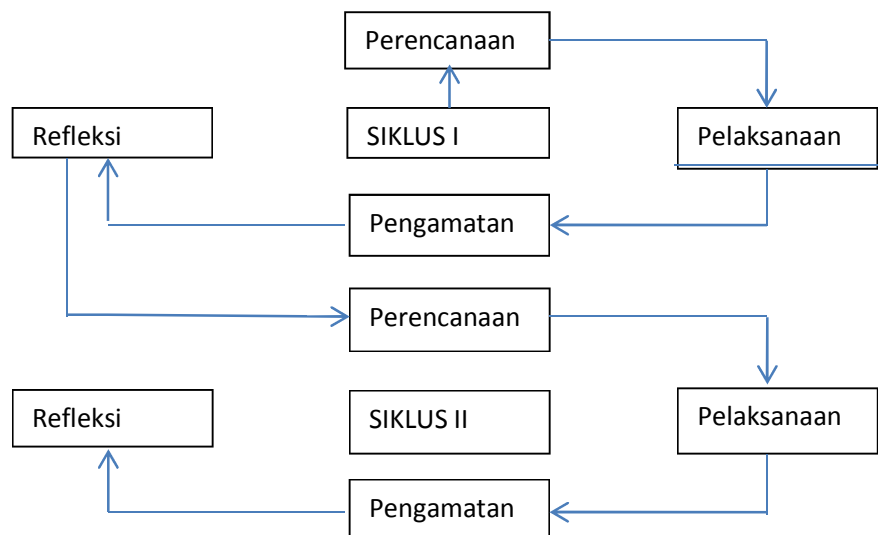 Perencanaan
Refleksi
SIKLUS I
Pelaksanaan
Pengamatan
Perencanaan
Refleksi
SIKLUS II
Pelaksanaan
Pengamatan